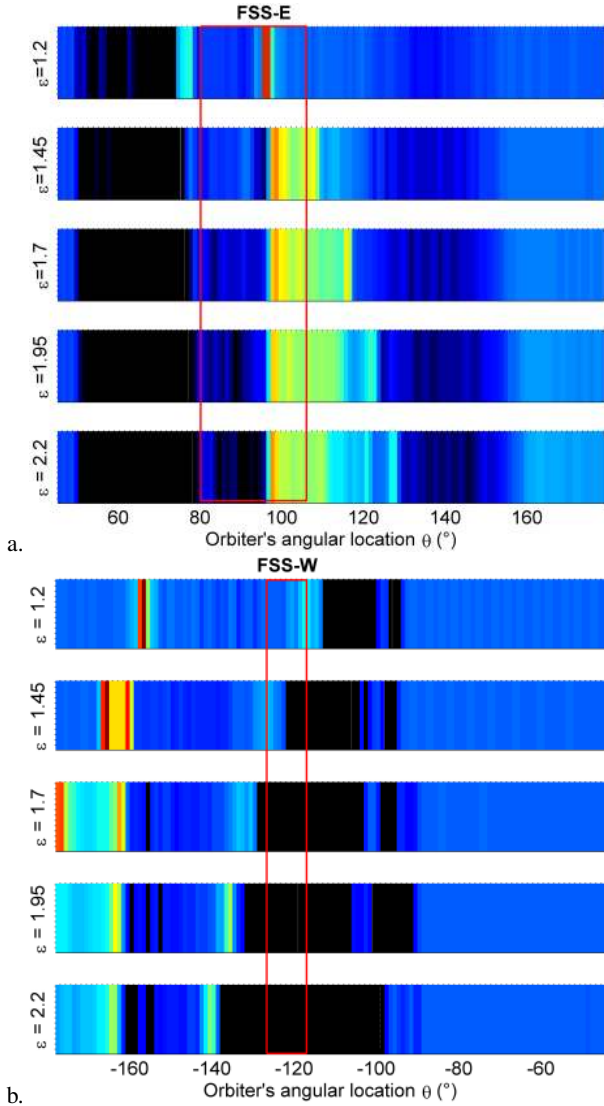 FSS-E
ε=1.2
ε=1.45
ε=1.7
ε=1.95
ε=2.2
60 80 100 120 140 160
a. Orbiter's angular location θ (°)
FSS-W
ε = 1.2
ε = 1.45
ε = 1.7
ε = 1.95
ε = 2.2
-160 -140 -120 -100 -80 -60
b. Orbiter's angular location θ (°)